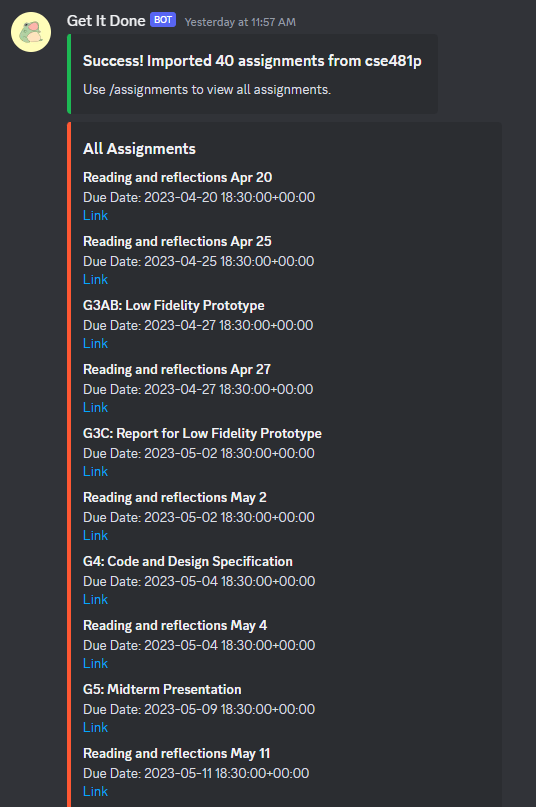 Get It Done BOT Yesterday at 11:57 AM
Success! Imported 40 assignments from cse481p
Use /assignments to view all assignments.
All Assignments
Reading and reflections Apr 20
Due Date: 2023-04-20 18:30:00+00:00
Link
Reading and reflections Apr 25
Due Date: 2023-04-25 18:30:00+00:00
Link
G3AB: Low Fidelity Prototype
Due Date: 2023-04-27 18:30:00+00:00
Link
Reading and reflections Apr 27
Due Date: 2023-04-27 18:30:00+00:00
Link
G3C: Report for Low Fidelity Prototype
Due Date: 2023-05-02 18:30:00+00:00
Link
Reading and reflections May 2
Due Date: 2023-05-02 18:30:00+00:00
Link
G4: Code and Design Specification
Due Date: 2023-05-04 18:30:00+00:00
Link
Reading and reflections May 4
Due Date: 2023-05-04 18:30:00+00:00
Link
G5: Midterm Presentation
Due Date: 2023-05-09 18:30:00+00:00
Link
Reading and reflections May 11
Due Date: 2023-05-11 18:30:00+00:00
Link